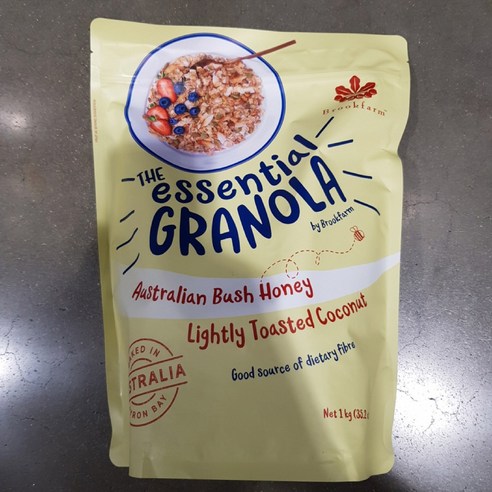 Brookfarm
THE
essential
GRANOLA
by Brookfarm
Australian Bush Honey
Lightly Toasted Coconut
Good source of dietary fibre
Net 1 kg